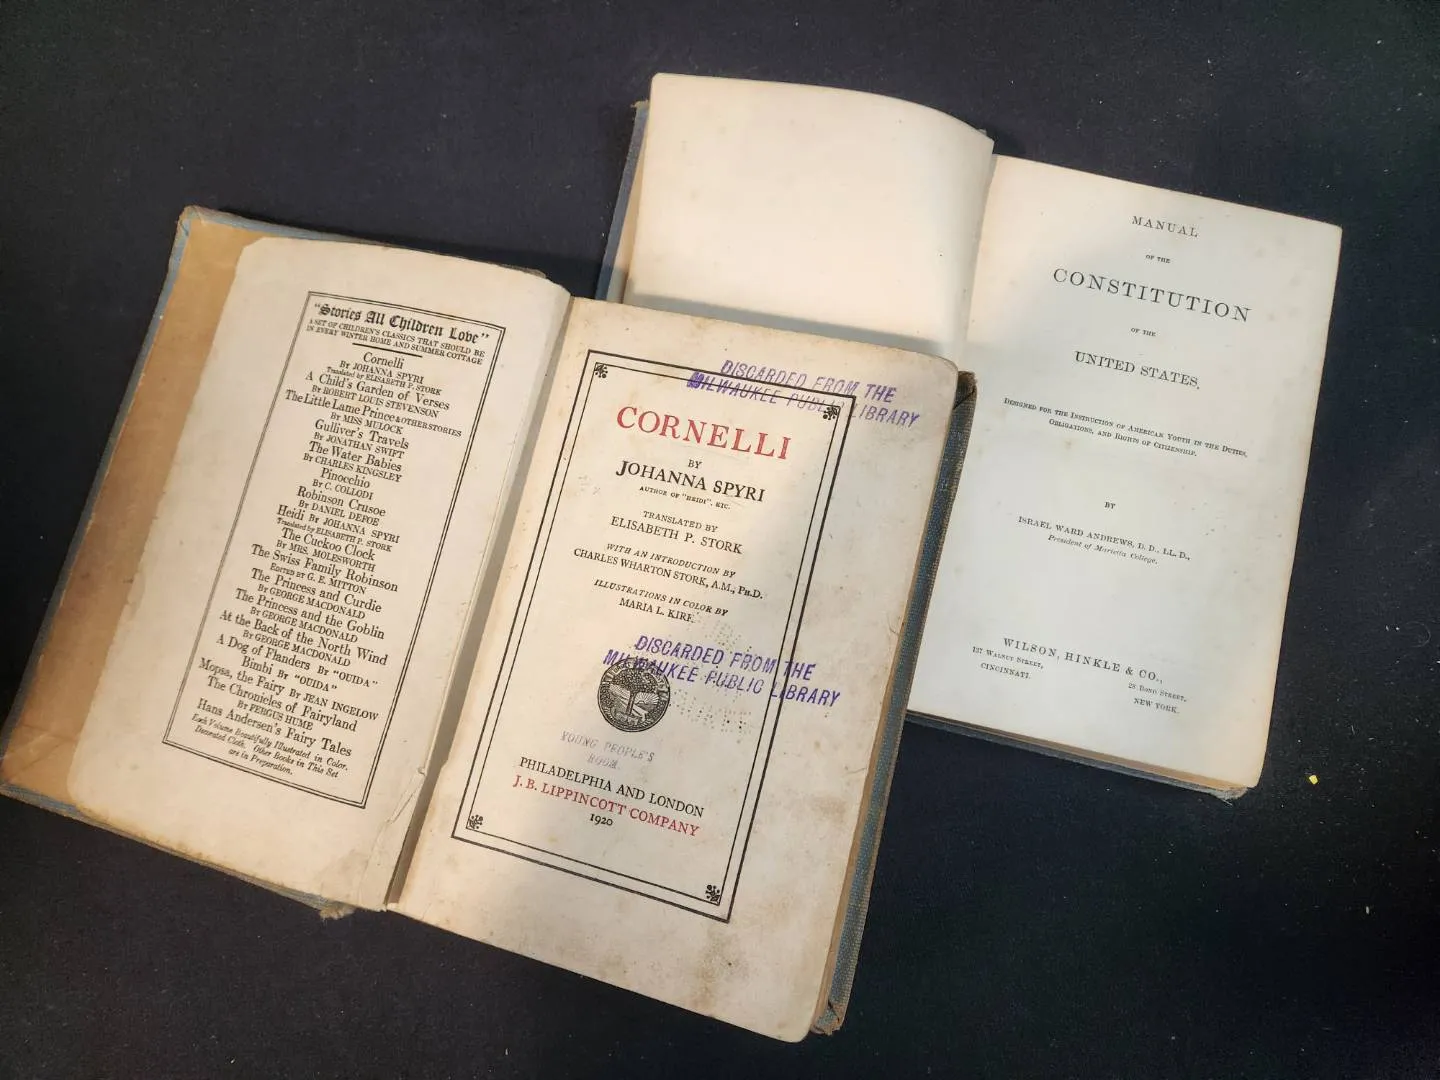 "Stories All Children Love"
A SET OF CHILDREN'S CLASSICS THAT SHOULD BE
IN EVERY WINTER HOME AND SUMMER COTTAGE
Cornelli
BY JOHANNA SPYRI
Translated by ELISABETH P. STORK
A Child's Garden of Verses
BY ROBERT LOUIS STEVENSON
The Little Lame Prince & OTHER STORIES
BY MISS MULOCK
Gulliver's Travels
BY JONATHAN SWIFT
The Water Babies
BY CHARLES KINGSLEY
Pinocchio
BY C. COLLODI
Robinson Crusoe
BY DANIEL DEFOE
Heidi BY JOHANNA SPYRI
Translated by ELISABETH P. STORK
The Cuckoo Clock
BY MRS. MOLESWORTH
The Swiss Family Robinson
EDITED BY G. E. MITTON
The Princess and Curdie
BY GEORGE MACDONALD
The Princess and the Goblin
BY GEORGE MACDONALD
At the Back of the North Wind
BY GEORGE MACDONALD
A Dog of Flanders BY "OUIDA"
Bimbi BY "OUIDA"
Mopsa, the Fairy BY JEAN INGELOW
The Chronicles of Fairyland
BY FERGUS HUME
Hans Andersen's Fairy Tales
Each Volume Beautifully Illustrated in Color.
Decorated Cloth. Other Books in This Set
are in Preparation.
DISCARDED FROM THE
MILWAUKEE PUBLIC LIBRARY
CORNELLI
BY
JOHANNA SPYRI
AUTHOR OF "HEIDI", ETC.
TRANSLATED BY
ELISABETH P. STORK
WITH AN INTRODUCTION BY
CHARLES WHARTON STORK, A.M., PH.D.
ILLUSTRATIONS IN COLOR BY
MARIA L. KIRK
DISCARDED FROM THE
MILWAUKEE PUBLIC LIBRARY
YOUNG PEOPLE'S
ROOM
PHILADELPHIA AND LONDON
J. B. LIPPINCOTT COMPANY
1920
MANUAL
OF THE
CONSTITUTION
OF THE
UNITED STATES.
DESIGNED FOR THE INSTRUCTION OF AMERICAN YOUTH IN THE DUTIES,
OBLIGATIONS, AND RIGHTS OF CITIZENSHIP.
BY
ISRAEL WARD ANDREWS, D. D., LL. D.,
President of Marietta College.
WILSON, HINKLE & CO.,
137 WALNUT STREET,
CINCINNATI.
28 BOND STREET,
NEW YORK.